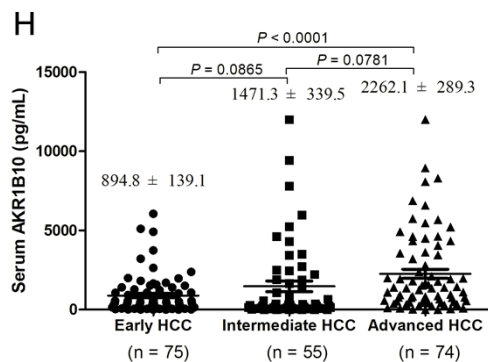 H
P < 0.0001
P = 0.0865
P = 0.0781
15000
1471.3 ± 339.5
2262.1 ± 289.3
10000
894.8 ± 139.1
5000
0
Serum AKR1B10 (pg/mL)
Early HCC
Intermediate HCC
Advanced HCC
(n = 75)
(n = 55)
(n = 74)